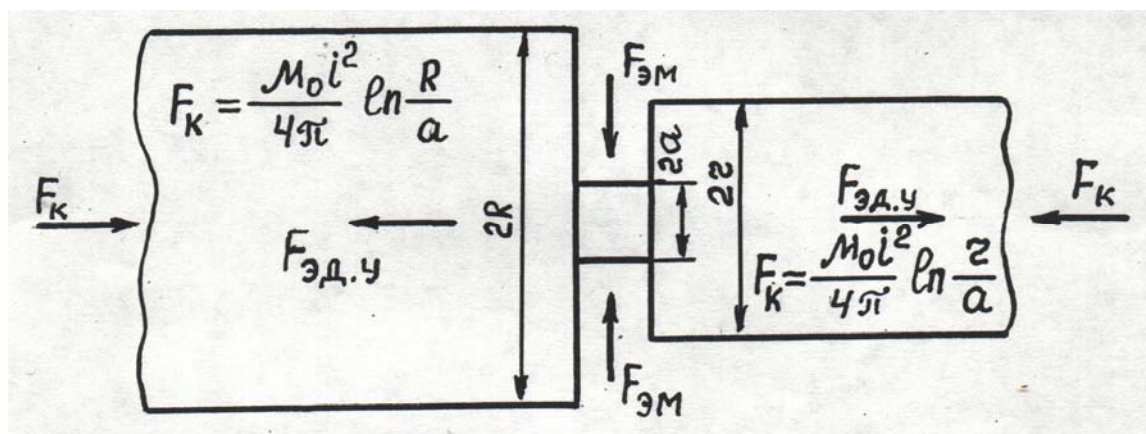 Fк = μ₀i²/4π ln R/a
Fк
Fэд.у
2R
Fэм
Fэм
2a
2r
Fэд.у
Fк = μ₀i²/4π ln r/a
Fк